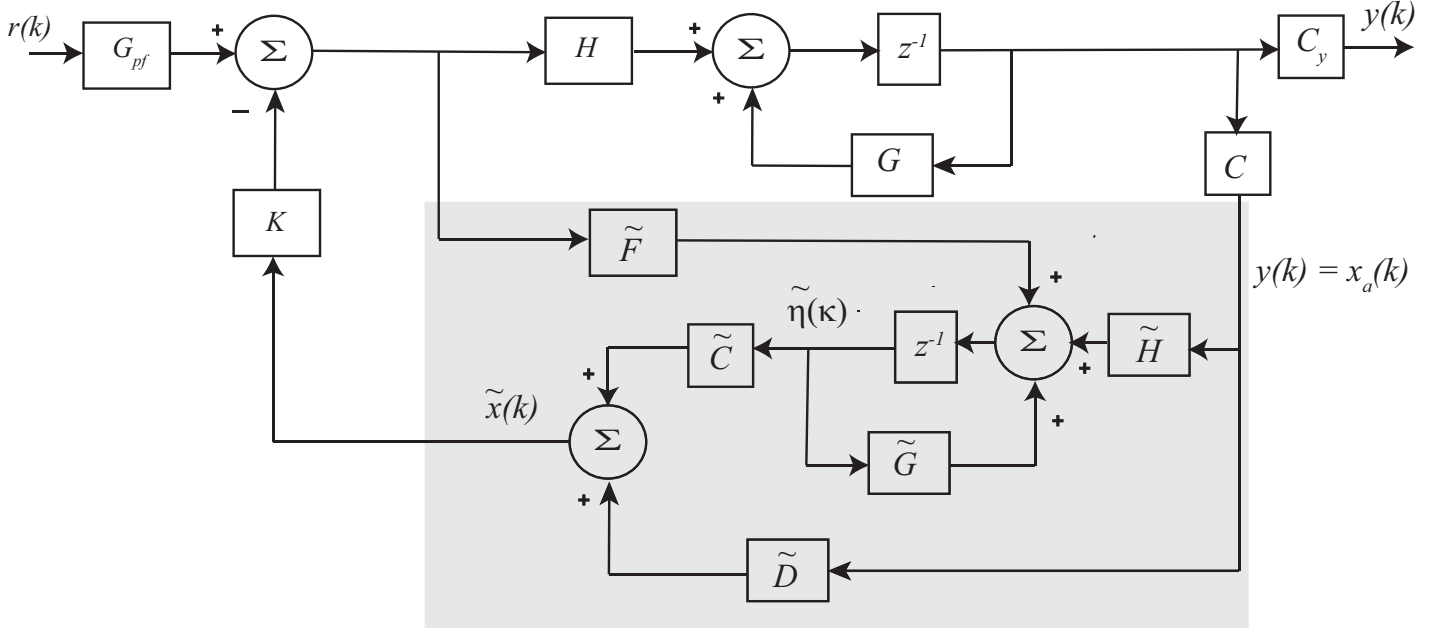 r(k)
G_pf
+
Σ
−
H
+
Σ
+
z⁻¹
G
C_y
y(k)
C
K
F̃
+
y(k) = x_a(k)
η̃(κ)
C̃
z⁻¹
Σ
+
H̃
+
+
x̃(k)
Σ
G̃
+
D̃